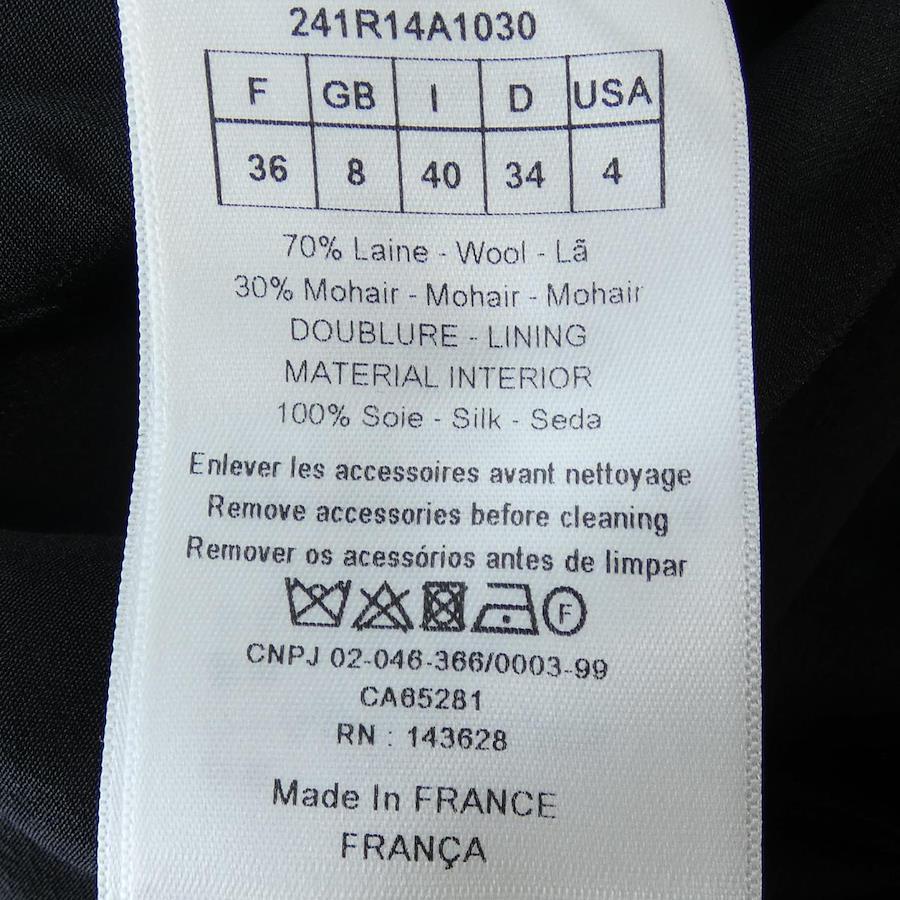 241R14A1030
F GB I D USA
36 8 40 34 4
70% Laine - Wool - Lã
30% Mohair - Mohair - Mohair
DOUBLURE - LINING
MATERIAL INTERIOR
100% Soie - Silk - Seda
Enlever les accessoires avant nettoyage
Remove accessories before cleaning
Remover os acessórios antes de limpar
F
CNPJ 02-046-366/0003-99
CA65281
RN : 143628
Made In FRANCE
FRANÇA